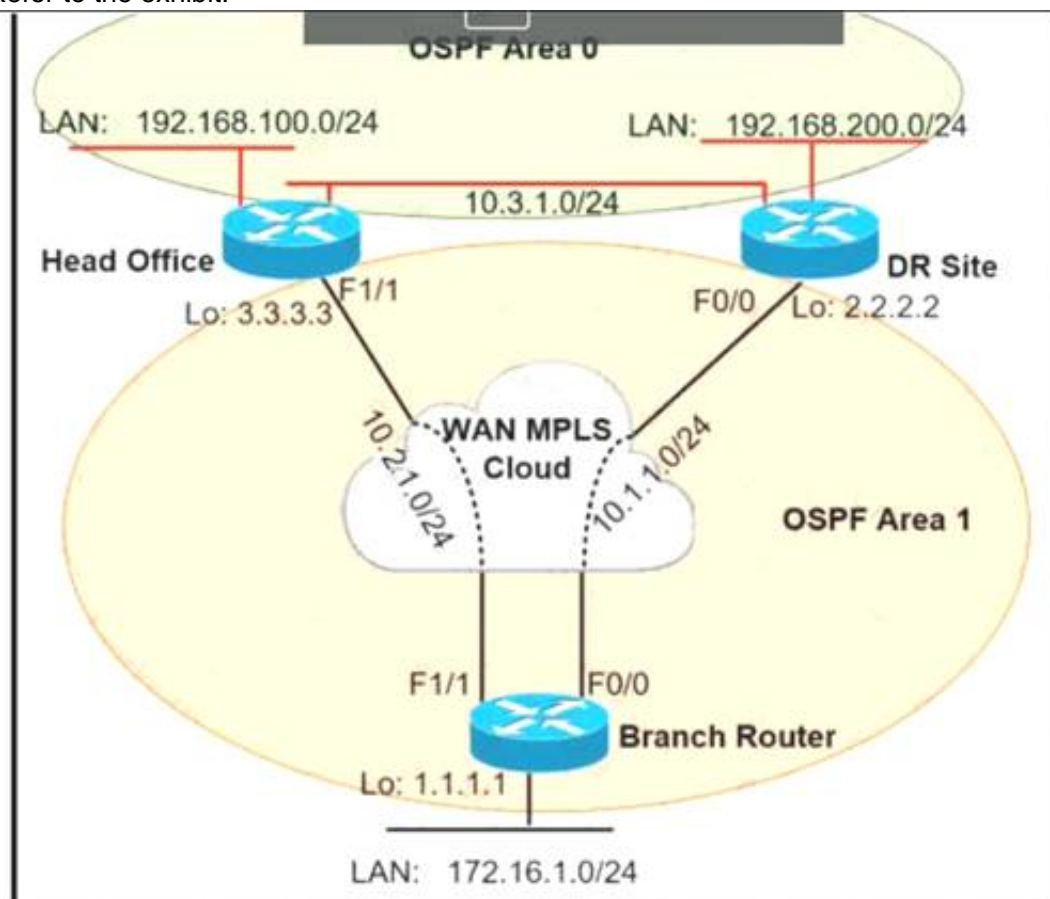 OSPF Area 0
LAN: 192.168.100.0/24
LAN: 192.168.200.0/24
10.3.1.0/24
Head Office
DR Site
F1/1
F0/0
Lo: 3.3.3.3
Lo: 2.2.2.2
WAN MPLS
Cloud
10.2.1.0/24
10.1.1.0/24
OSPF Area 1
F1/1
F0/0
Branch Router
Lo: 1.1.1.1
LAN: 172.16.1.0/24